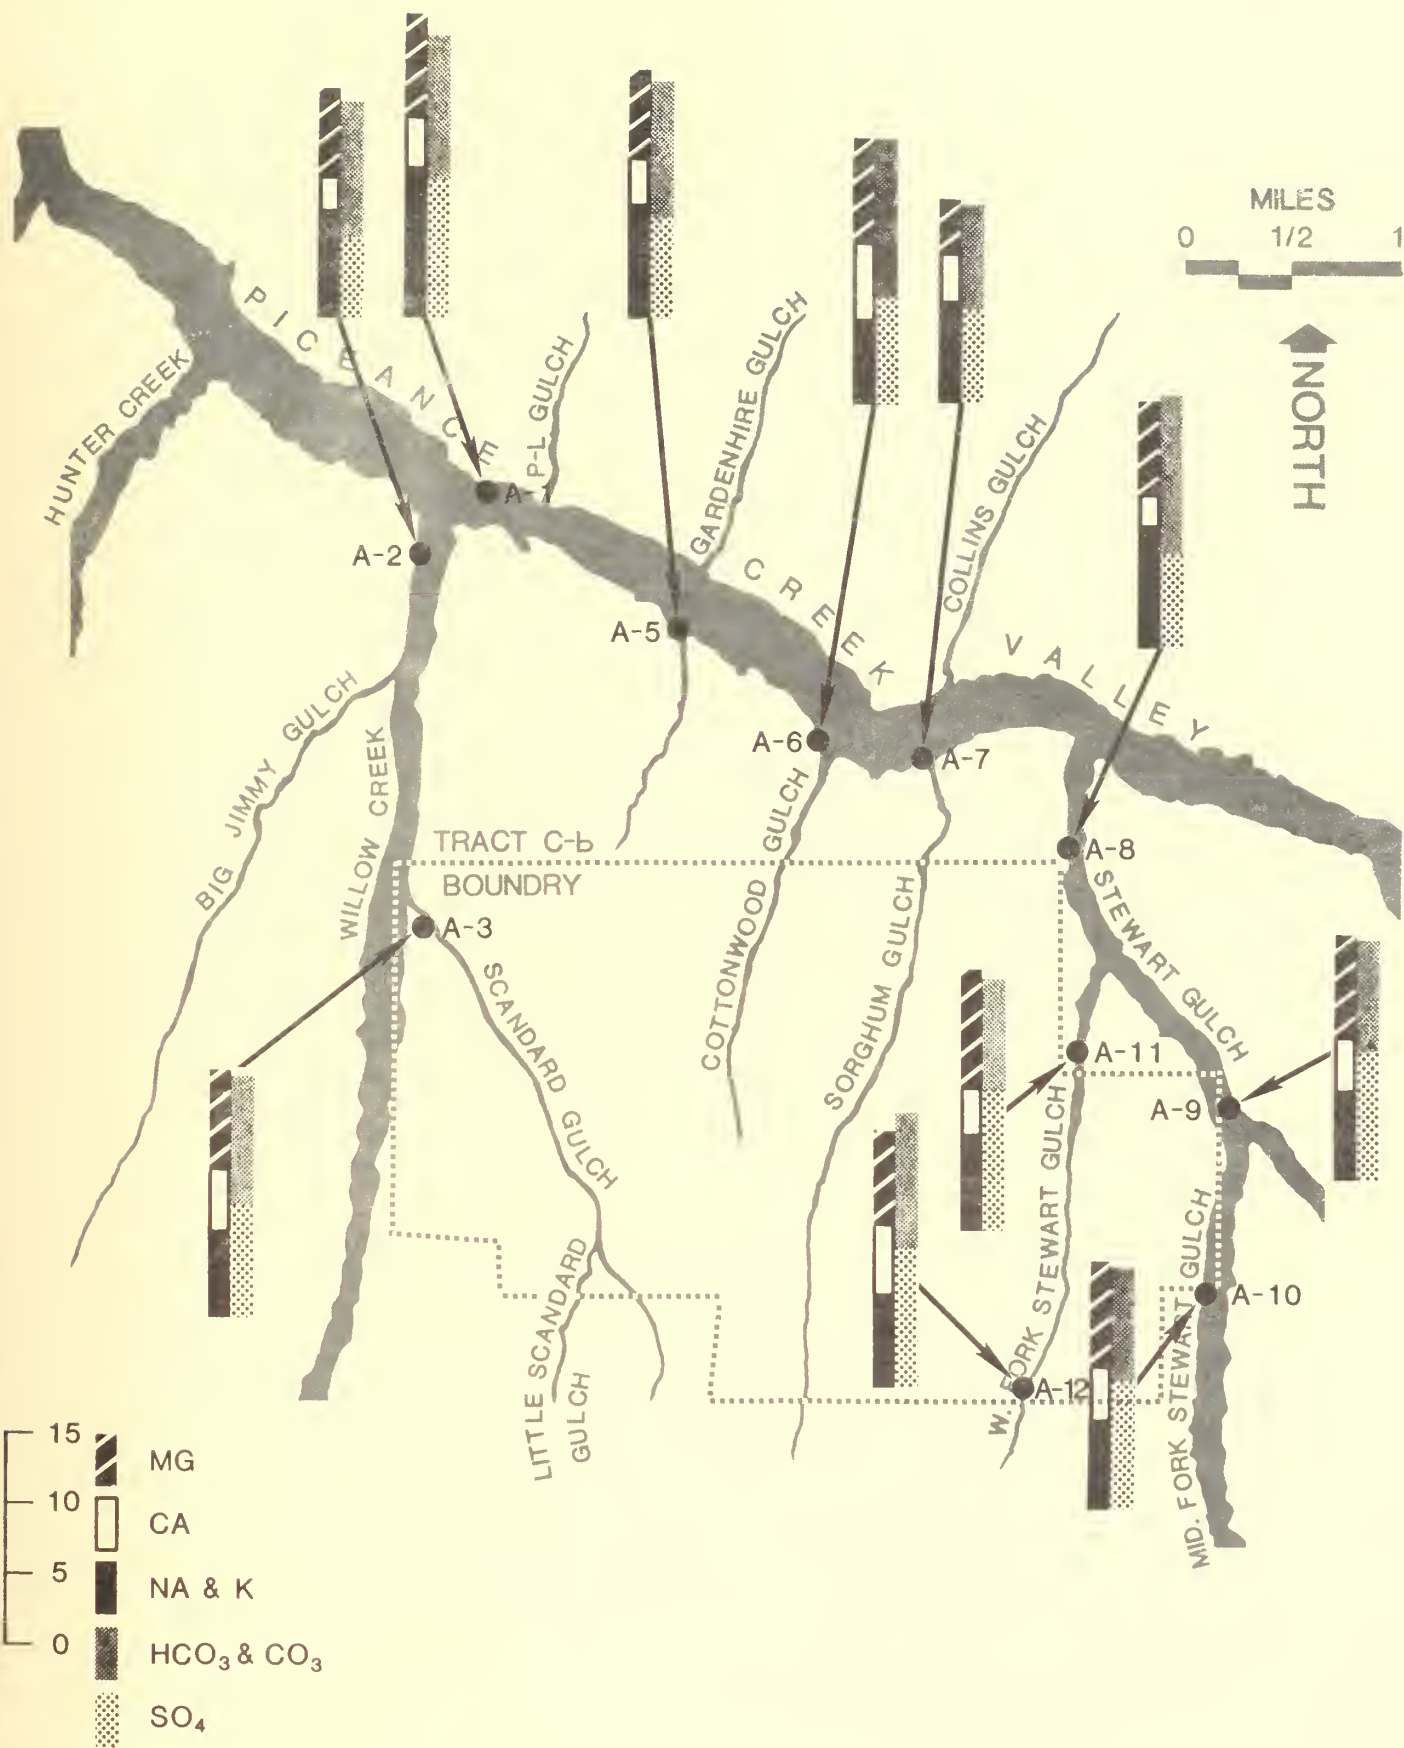 MILES
0 1/2 1
NORTH
PICEANCE CREEK VALLEY
HUNTER CREEK
P-L GULCH
GARDENHIRE GULCH
COLLINS GULCH
A-1
A-2
A-5
A-6
A-7
A-8
BIG JIMMY GULCH
WILLOW CREEK
TRACT C-b
BOUNDRY
A-3
SCANDARD GULCH
COTTONWOOD GULCH
SORGHUM GULCH
STEWART GULCH
A-11
A-9
W. FORK STEWART GULCH
MID. FORK STEWART GULCH
A-10
A-12
LITTLE SCANDARD
GULCH
15
10
5
0
MG
CA
NA & K
HCO₃ & CO₃
SO₄